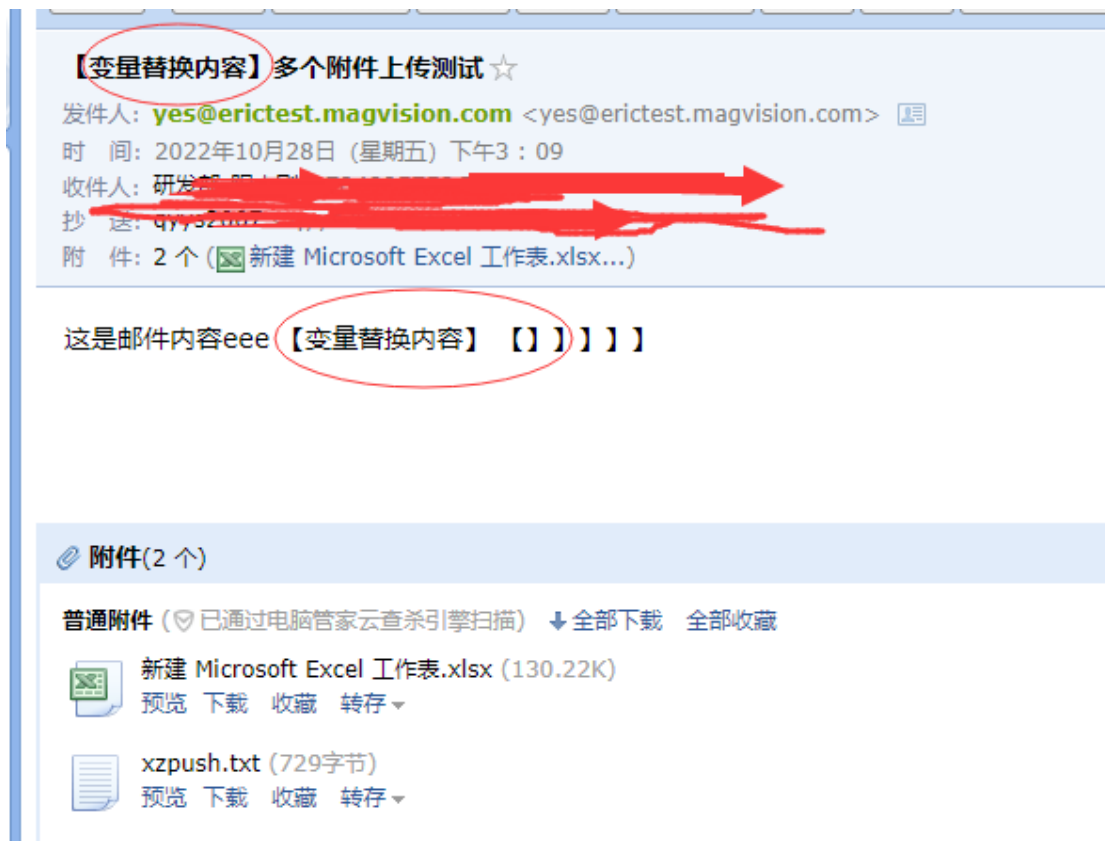 【变量替换内容】多个附件上传测试
发件人: yes@erictest.magvision.com <yes@erictest.magvision.com>
时 间: 2022年10月28日 (星期五) 下午3:09
收件人: 研发部
抄 送:
附 件: 2 个 (新建 Microsoft Excel 工作表.xlsx...)
这是邮件内容eee 【变量替换内容】 【】】】】】
附件(2 个)
普通附件 (已通过电脑管家云查杀引擎扫描) 全部下载 全部收藏
新建 Microsoft Excel 工作表.xlsx (130.22K)
预览 下载 收藏 转存
xzpush.txt (729字节)
预览 下载 收藏 转存